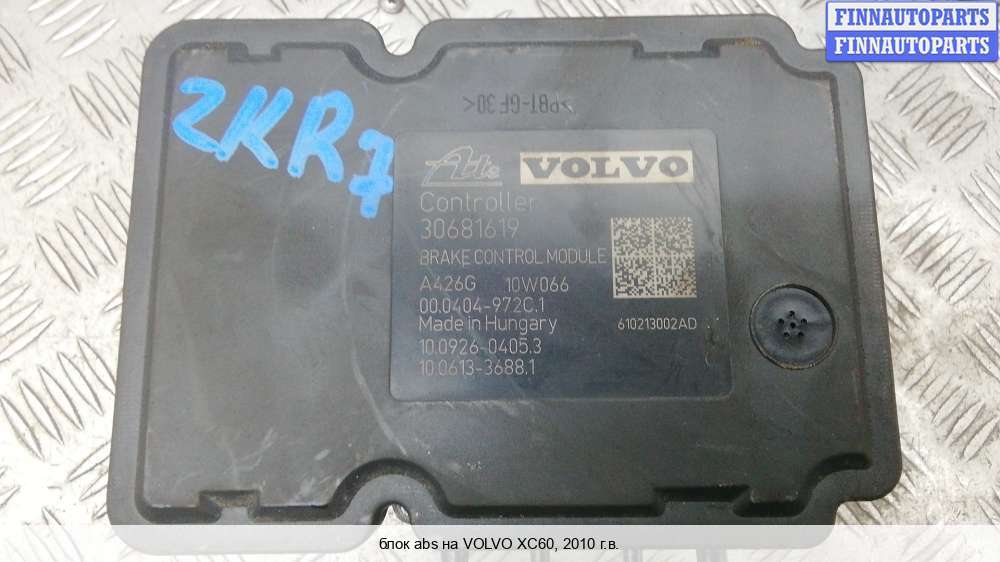 FINNAUTOPARTS
FINNAUTOPARTS
>PBT-GF30<
ZKR7
Ate VOLVO
Controller
30681619
BRAKE CONTROL MODULE
A426G 10W066
00.0404-972C.1
Made in Hungary 610213002AD
10.0926-0405.3
10.0613-3688.1
блок abs на VOLVO XC60, 2010 г.в.